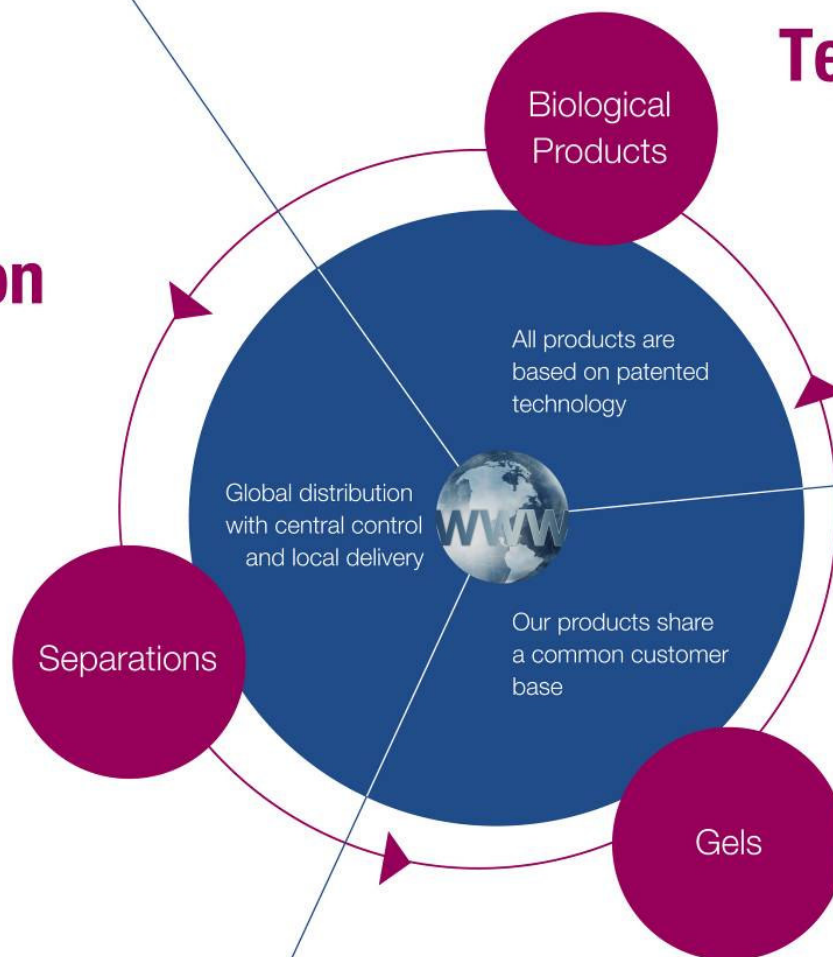 Te
Biological
Products
on
All products are
based on patented
technology
Global distribution
with central control
and local delivery
WWW
Our products share
a common customer
base
Separations
Gels